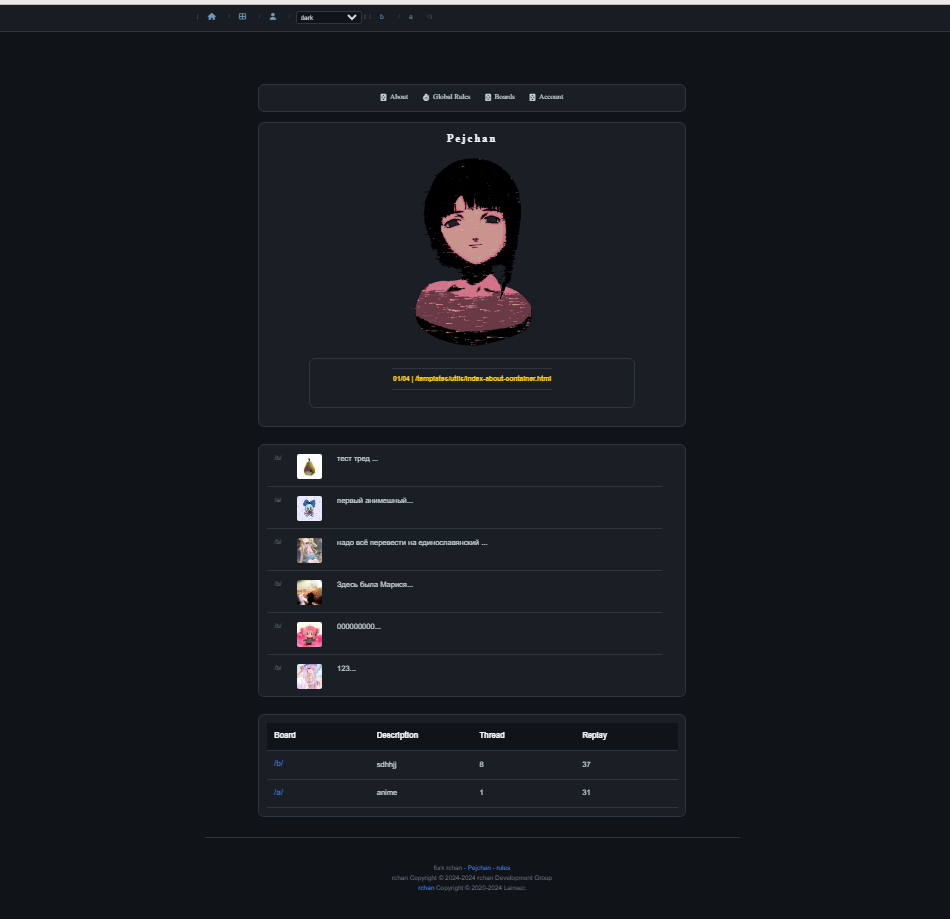 dark
b / a
About Global Rules Boards Account
Pejchan
01/04 | /templates/utils/index-about-container.html
/b/ тест тред ...
/a/ первый анимешный...
/b/ надо всё перевести на единославянский ...
/b/ Здесь была Марися...
/b/ 000000000...
/b/ 123...
Board Description Thread Replay
/b/ sdhhjj 8 37
/a/ anime 1 31
furk rchan - Pejchan - rules
rchan Copyright © 2024-2024 rchan Development Group
rchan Copyright © 2020-2024 Lainsec